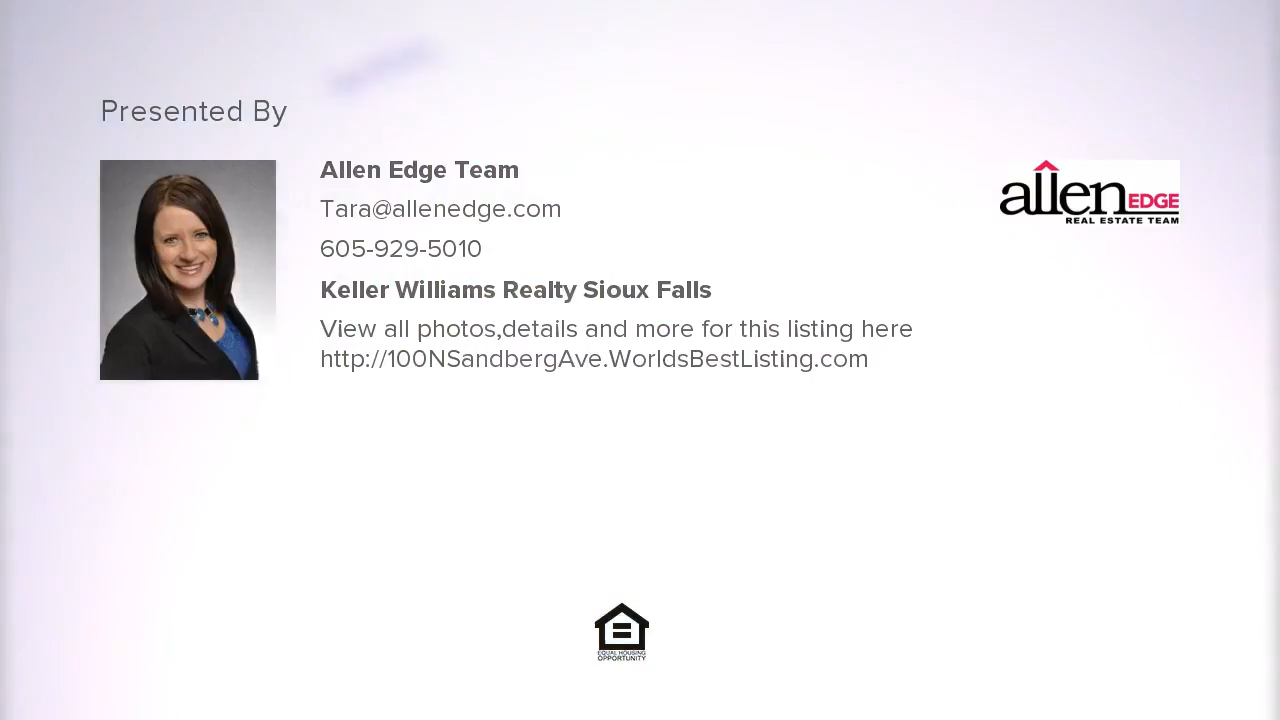 Presented By
Allen Edge Team
Tara@allenedge.com
605-929-5010
Keller Williams Realty Sioux Falls
View all photos,details and more for this listing here
http://100NSandbergAve.WorldsBestListing.com
allen EDGE
REAL ESTATE TEAM
EQUAL HOUSING
OPPORTUNITY